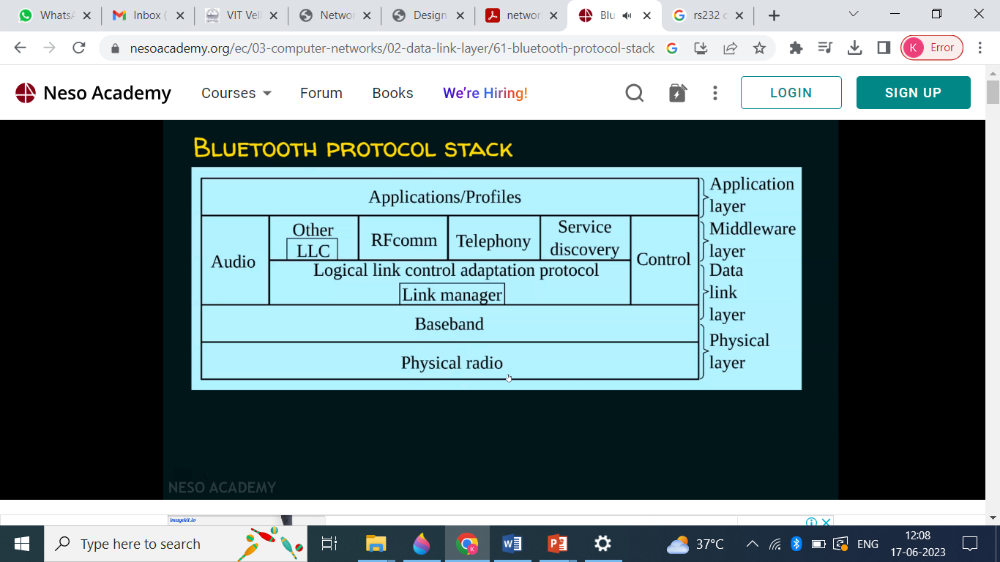 WhatsA
Inbox (
VIT Vell
Networ
Design
networ
Blu
rs232 c
nesoacademy.org/ec/03-computer-networks/02-data-link-layer/61-bluetooth-protocol-stack
K
Error
Neso Academy
Courses
Forum
Books
We're Hiring!
LOGIN
SIGN UP
BLUETOOTH PROTOCOL STACK
Applications/Profiles
Application
layer
Audio
Other
LLC
RFcomm
Telephony
Service
discovery
Control
Middleware
layer
Logical link control adaptation protocol
Link manager
Data
link
layer
Baseband
Physical radio
Physical
layer
NESO ACADEMY
imagekit.io
Type here to search
37°C
ENG
12:08
17-06-2023